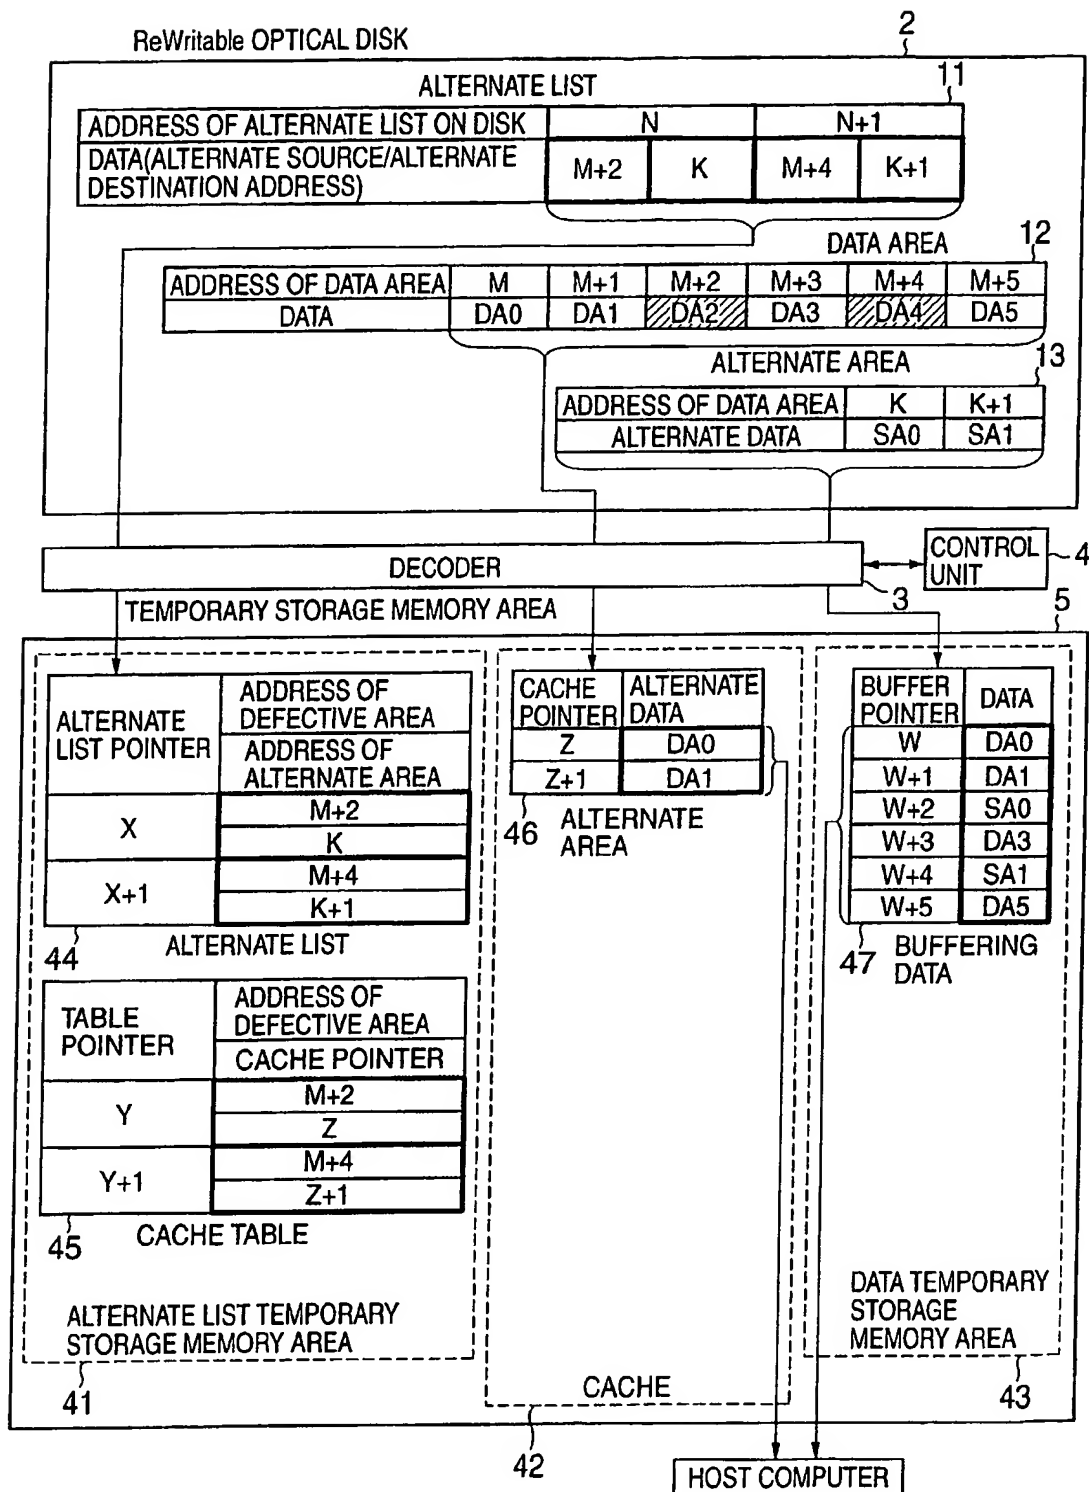 ReWritable OPTICAL DISK
2
ALTERNATE LIST
11
ADDRESS OF ALTERNATE LIST ON DISK N N+1
DATA(ALTERNATE SOURCE/ALTERNATE
DESTINATION ADDRESS) M+2 K M+4 K+1
DATA AREA
12
ADDRESS OF DATA AREA M M+1 M+2 M+3 M+4 M+5
DATA DA0 DA1 DA2 DA3 DA4 DA5
ALTERNATE AREA
13
ADDRESS OF DATA AREA K K+1
ALTERNATE DATA SA0 SA1
DECODER
3
CONTROL
UNIT
4
TEMPORARY STORAGE MEMORY AREA
5
ALTERNATE
LIST POINTER
ADDRESS OF
DEFECTIVE AREA
ADDRESS OF
ALTERNATE AREA
X
M+2
K
X+1
M+4
K+1
44
ALTERNATE LIST
TABLE
POINTER
ADDRESS OF
DEFECTIVE AREA
CACHE POINTER
Y
M+2
Z
Y+1
M+4
Z+1
45
CACHE TABLE
ALTERNATE LIST TEMPORARY
STORAGE MEMORY AREA
41
CACHE
POINTER
ALTERNATE
DATA
Z DA0
Z+1 DA1
46
ALTERNATE
AREA
CACHE
42
BUFFER
POINTER
DATA
W DA0
W+1 DA1
W+2 SA0
W+3 DA3
W+4 SA1
W+5 DA5
47
BUFFERING
DATA
DATA TEMPORARY
STORAGE
MEMORY AREA
43
HOST COMPUTER